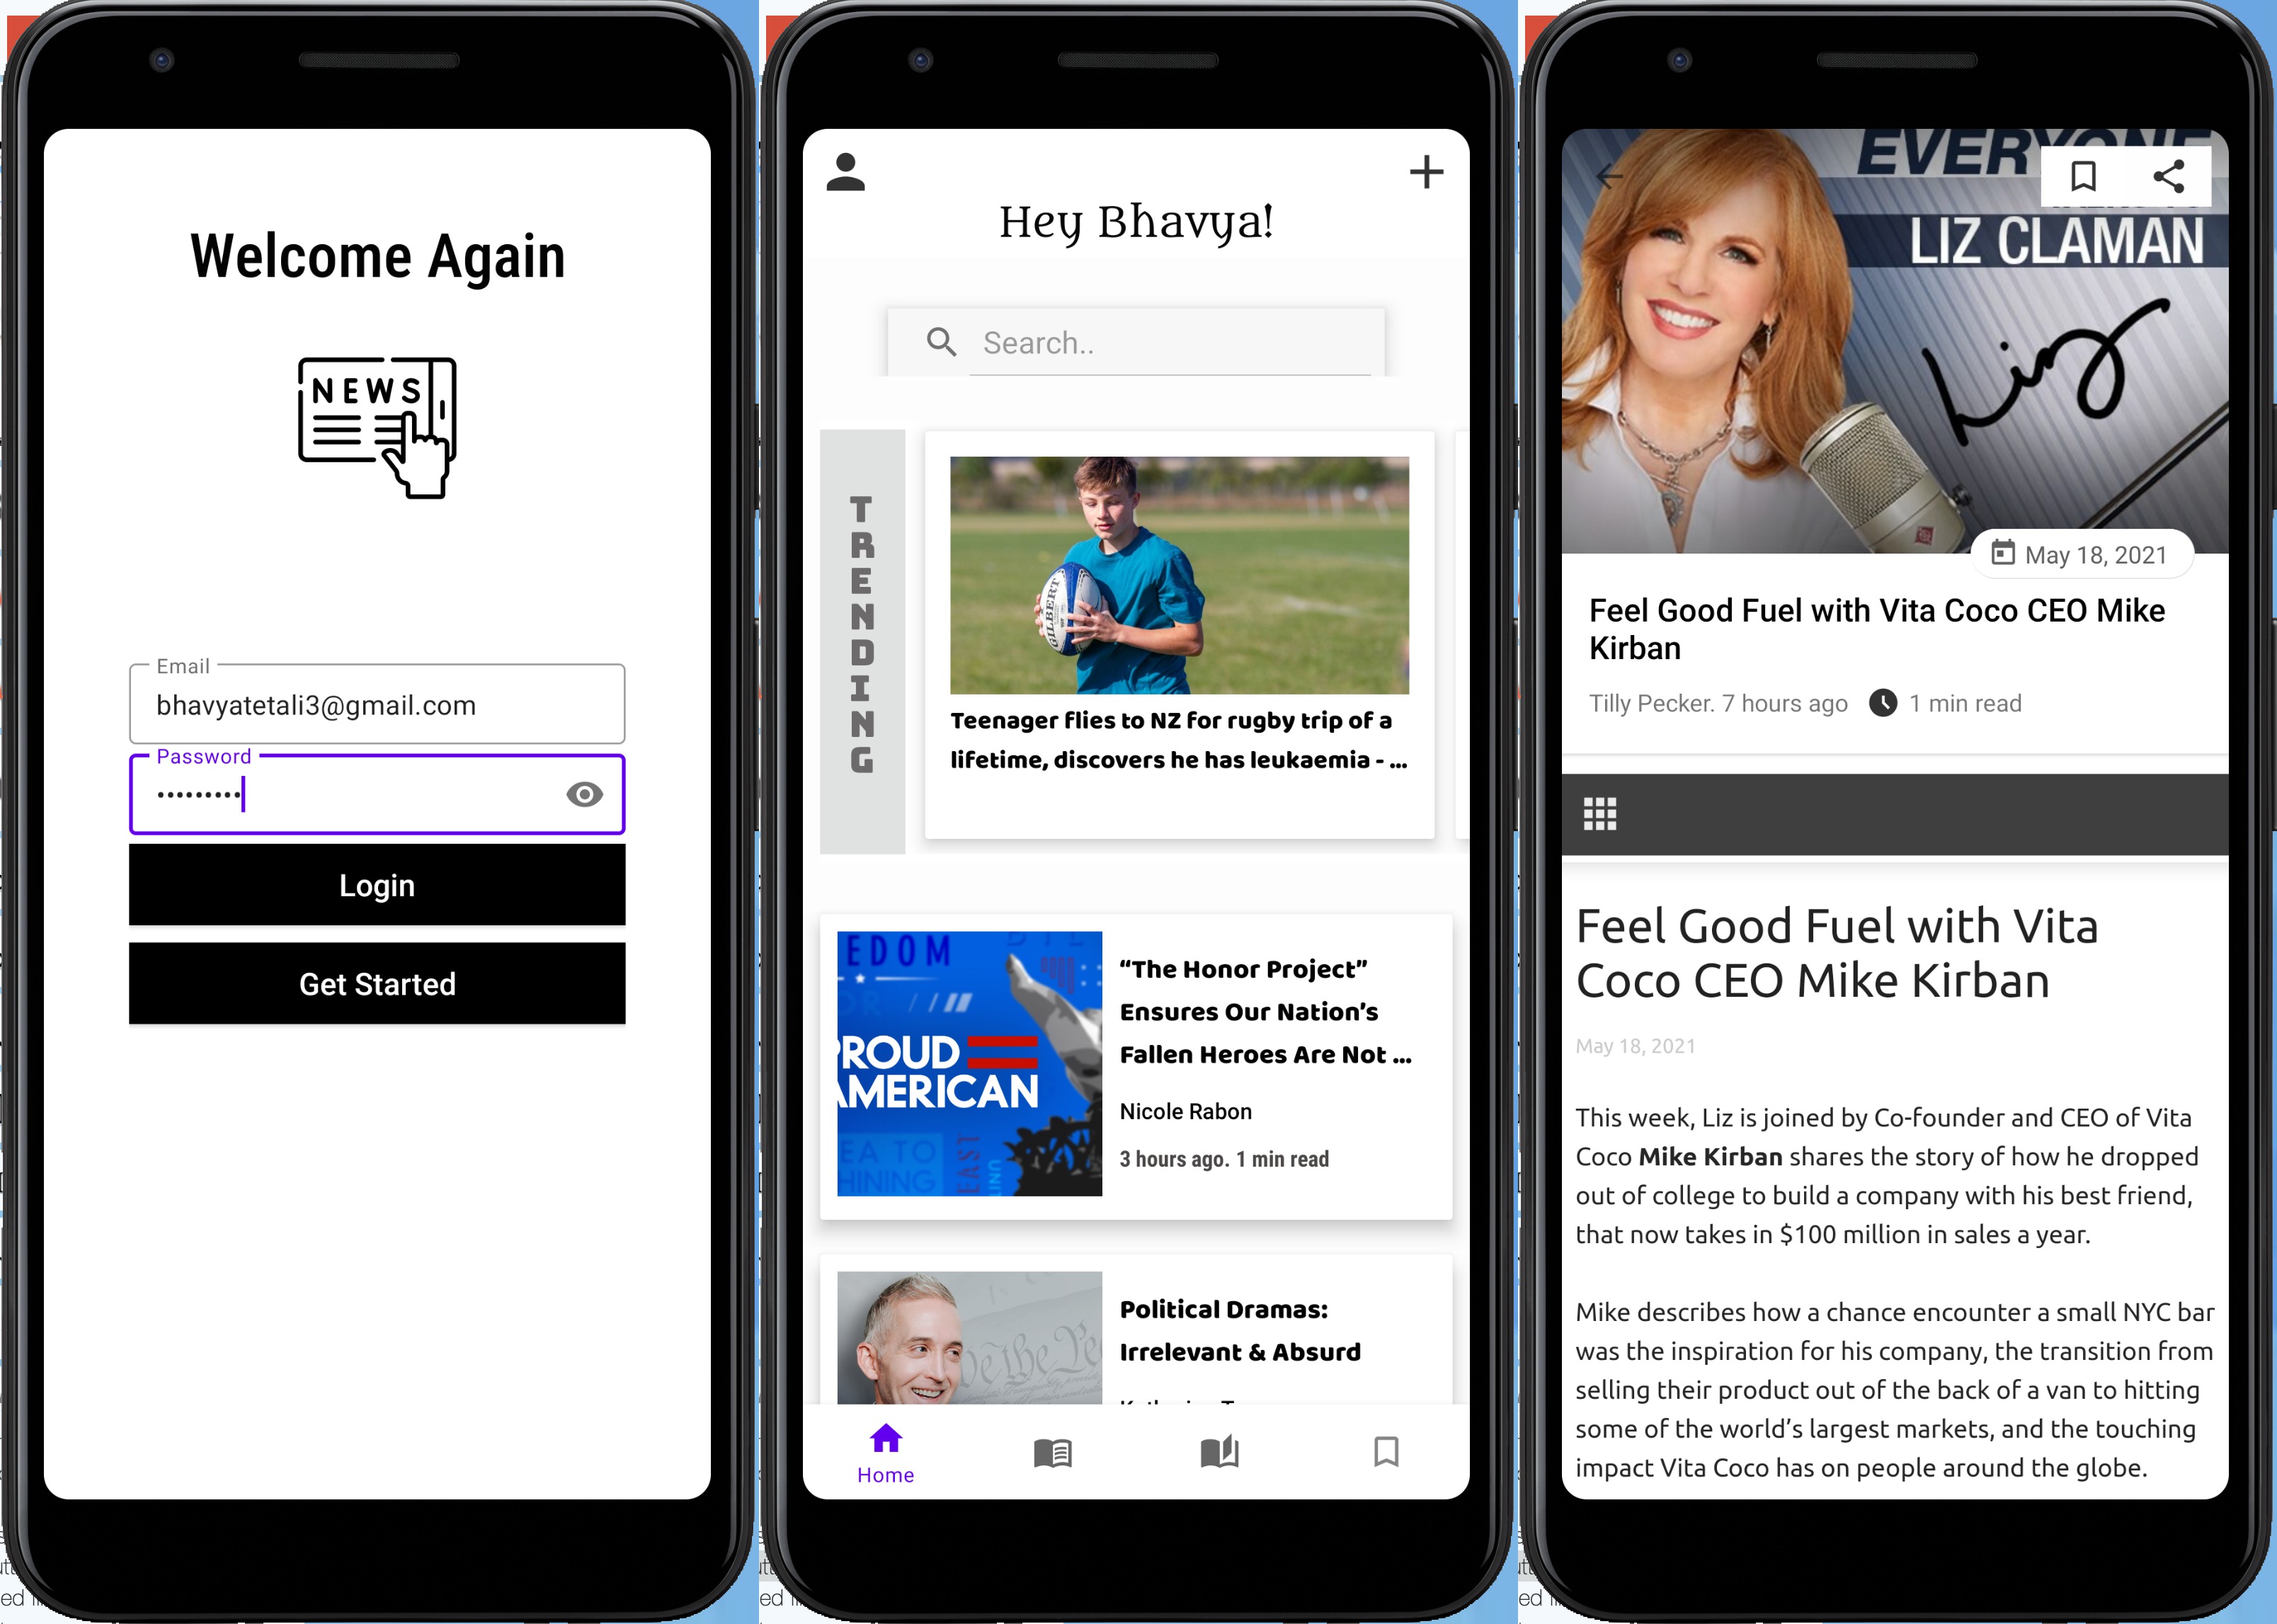 Welcome Again
NEWS
Email
bhavyatetali3@gmail.com
Password
Login
Get Started
Hey Bhavya!
Search..
TRENDING
GILBERT
Teenager flies to NZ for rugby trip of a
lifetime, discovers he has leukaemia - ...
EDOM
PROUD
AMERICAN
EA TO
HINING
EAST
“The Honor Project”
Ensures Our Nation’s
Fallen Heroes Are Not ...
Nicole Rabon
3 hours ago. 1 min read
Political Dramas:
Irrelevant & Absurd
Home
EVERYONE
LIZ CLAMAN
Liz
May 18, 2021
Feel Good Fuel with Vita Coco CEO Mike
Kirban
Tilly Pecker. 7 hours ago 1 min read
Feel Good Fuel with Vita
Coco CEO Mike Kirban
May 18, 2021
This week, Liz is joined by Co-founder and CEO of Vita
Coco Mike Kirban shares the story of how he dropped
out of college to build a company with his best friend,
that now takes in $100 million in sales a year.
Mike describes how a chance encounter a small NYC bar
was the inspiration for his company, the transition from
selling their product out of the back of a van to hitting
some of the world’s largest markets, and the touching
impact Vita Coco has on people around the globe.